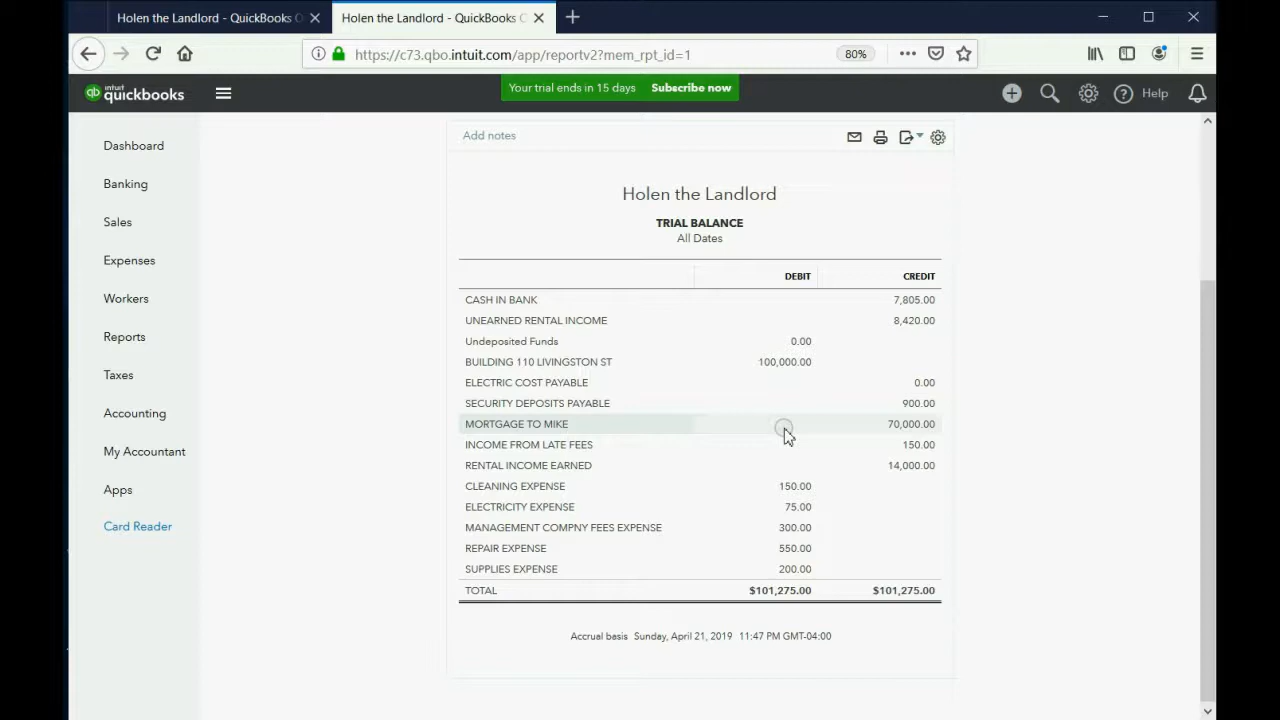 Holen the Landlord - QuickBooks O
Holen the Landlord - QuickBooks O
https://c73.qbo.intuit.com/app/reportv2?mem_rpt_id=1
80%
intuit
quickbooks
Your trial ends in 15 days Subscribe now
Help
Dashboard
Banking
Sales
Expenses
Workers
Reports
Taxes
Accounting
My Accountant
Apps
Card Reader
Add notes
Holen the Landlord
TRIAL BALANCE
All Dates
DEBIT CREDIT
CASH IN BANK 7,805.00
UNEARNED RENTAL INCOME 8,420.00
Undeposited Funds 0.00
BUILDING 110 LIVINGSTON ST 100,000.00
ELECTRIC COST PAYABLE 0.00
SECURITY DEPOSITS PAYABLE 900.00
MORTGAGE TO MIKE 70,000.00
INCOME FROM LATE FEES 150.00
RENTAL INCOME EARNED 14,000.00
CLEANING EXPENSE 150.00
ELECTRICITY EXPENSE 75.00
MANAGEMENT COMPNY FEES EXPENSE 300.00
REPAIR EXPENSE 550.00
SUPPLIES EXPENSE 200.00
TOTAL $101,275.00 $101,275.00
Accrual basis Sunday, April 21, 2019 11:47 PM GMT-04:00